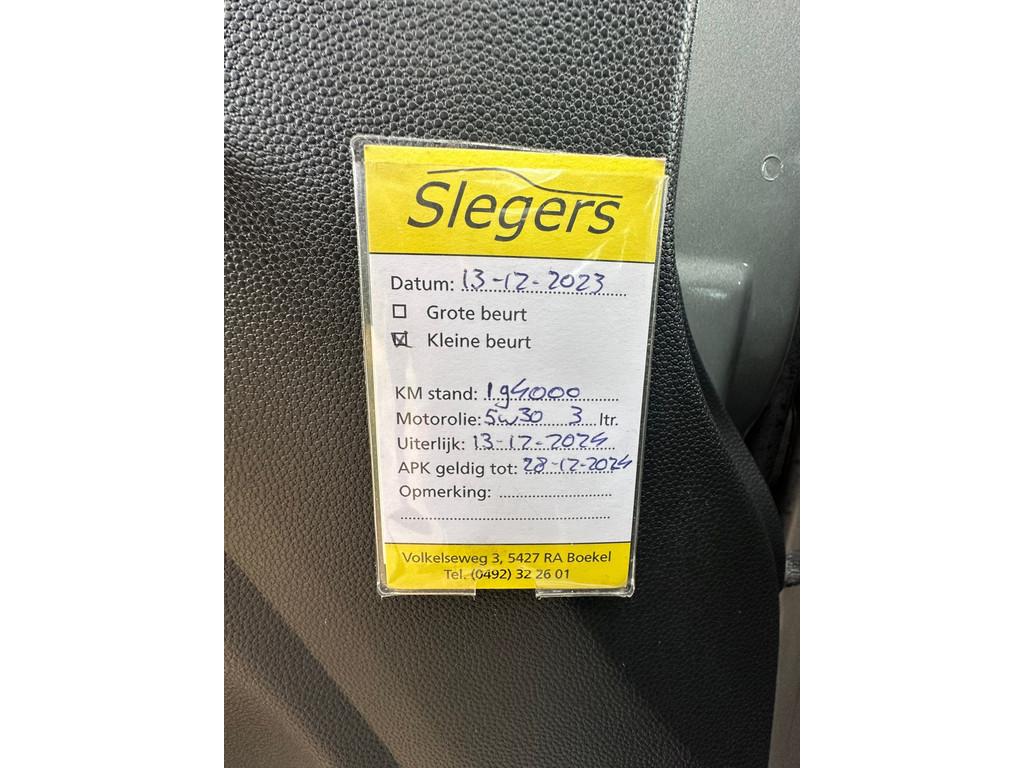 Slegers
Datum: 13-12-2023
Grote beurt
Kleine beurt
KM stand: 194000
Motorolie: 5w30 3 ltr.
Uiterlijk: 13-12-2024
APK geldig tot: 28-12-2024
Opmerking:
Volkelseweg 3, 5427 RA Boekel
Tel. (0492) 32 26 01